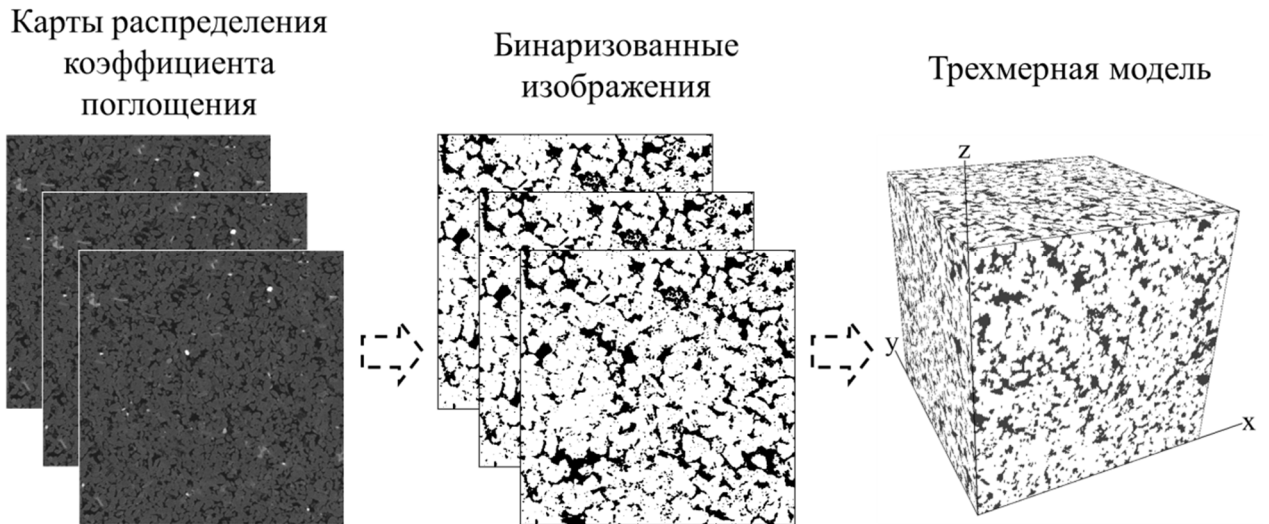 Карты распределения
коэффициента
поглощения
Бинаризованные
изображения
Трехмерная модель
z
y
x